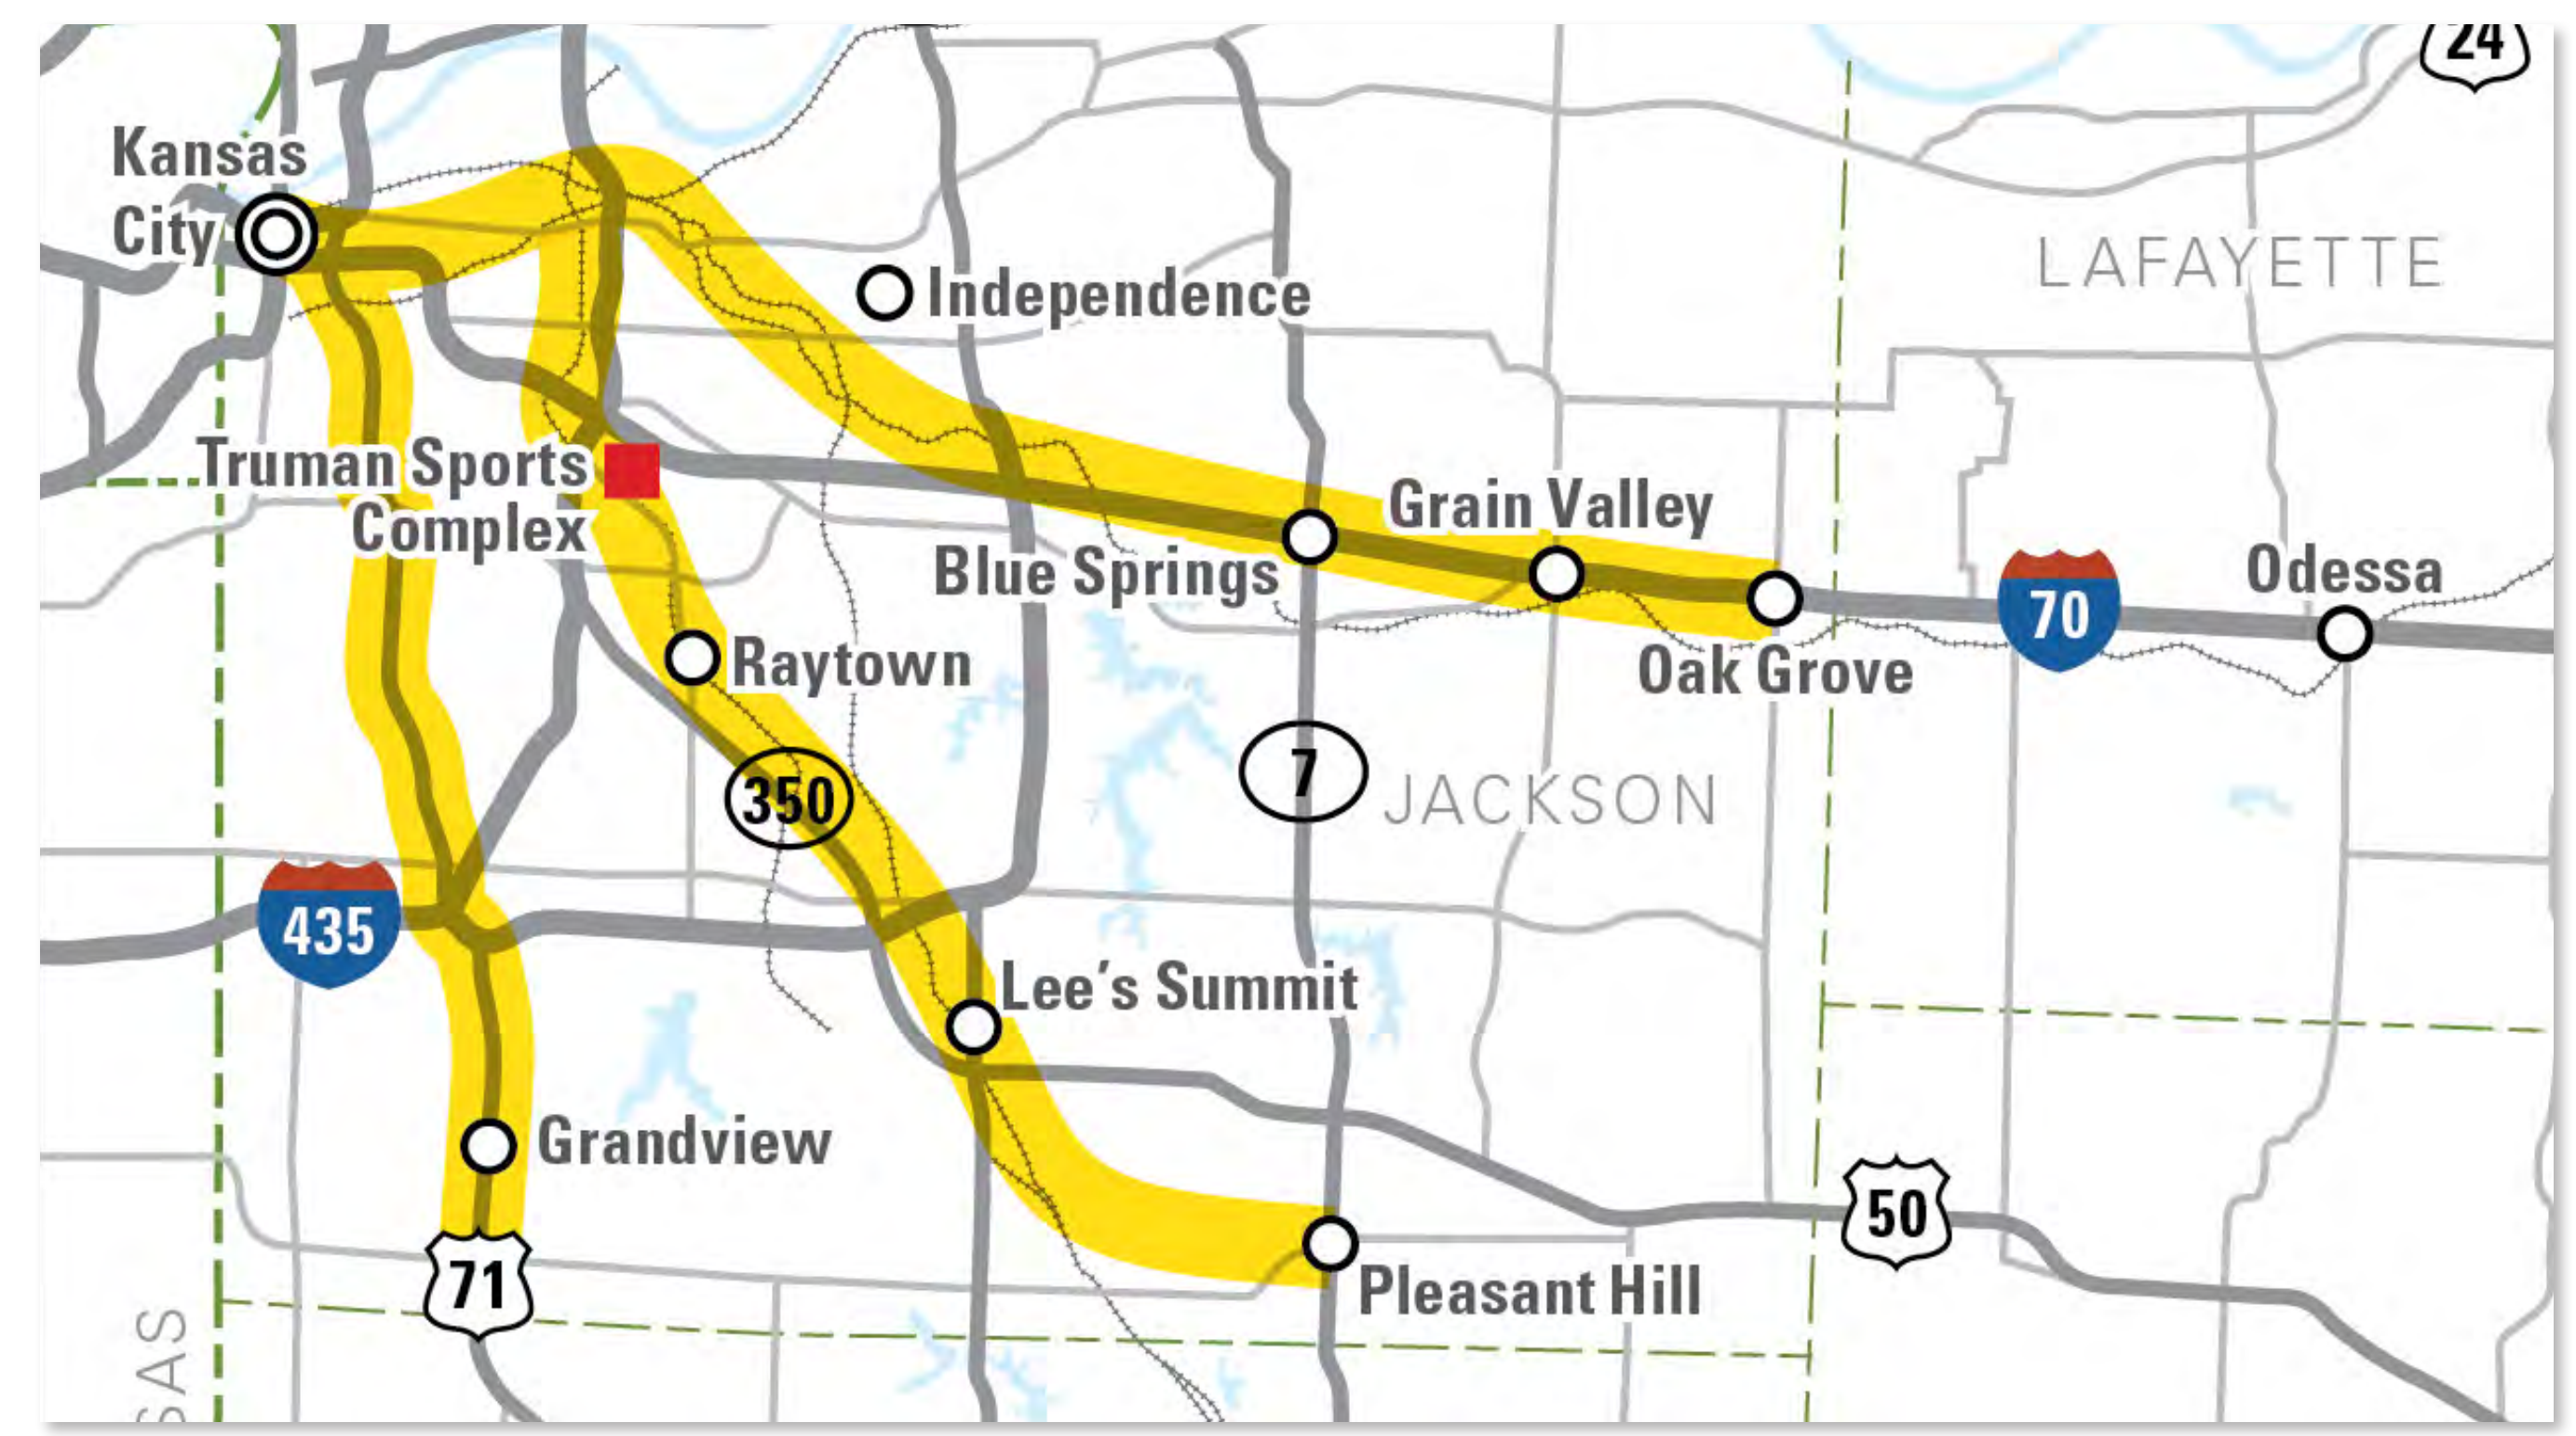 24
Kansas
City
LAFAYETTE
Independence
Truman Sports
Complex
Grain Valley
Blue Springs
70
Odessa
Raytown
Oak Grove
350
7
JACKSON
435
Lee's Summit
Grandview
50
71
Pleasant Hill
SAS